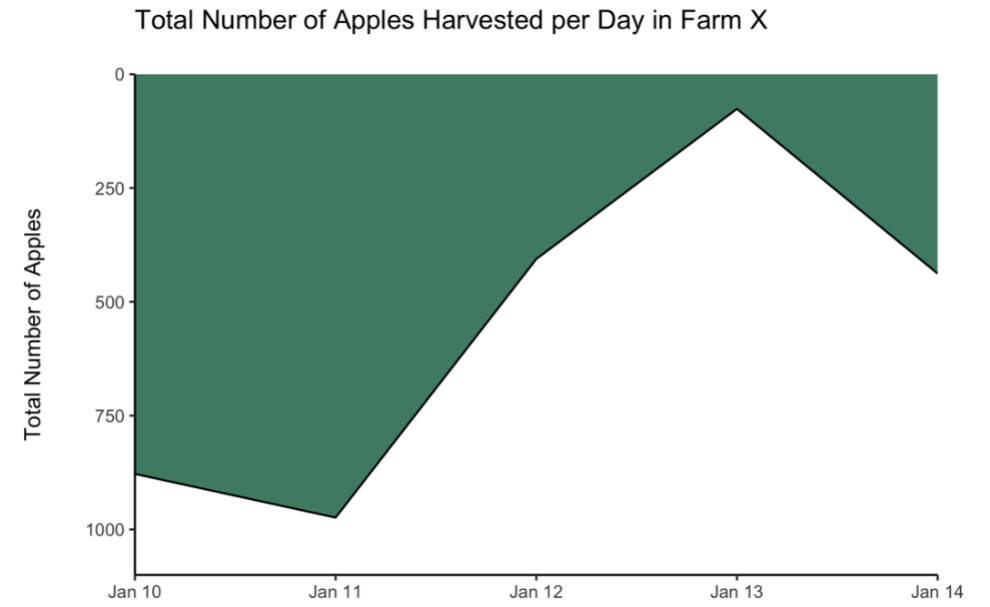 Total Number of Apples Harvested per Day in Farm X
Total Number of Apples
0
250
500
750
1000
Jan 10
Jan 11
Jan 12
Jan 13
Jan 14